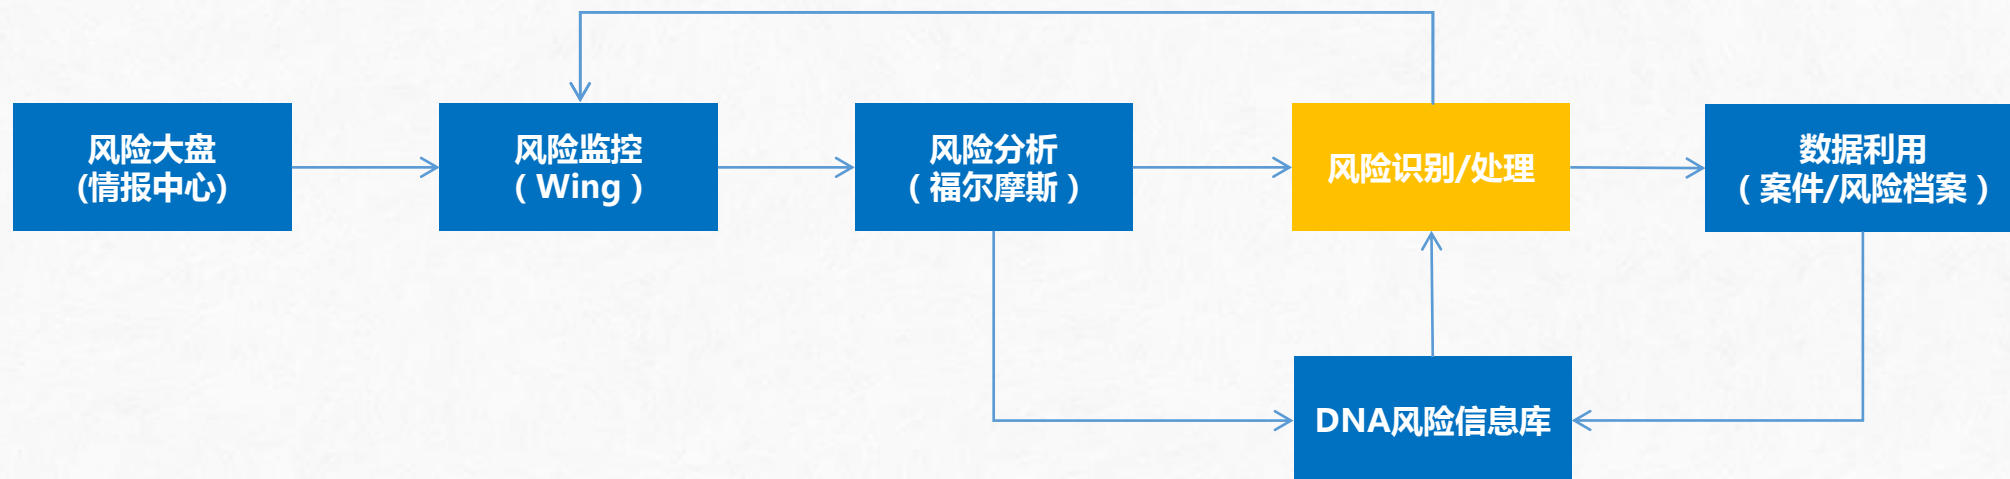 风险大盘
(情报中心)
风险监控
（Wing）
风险分析
（福尔摩斯）
风险识别/处理
数据利用
（案件/风险档案）
DNA风险信息库